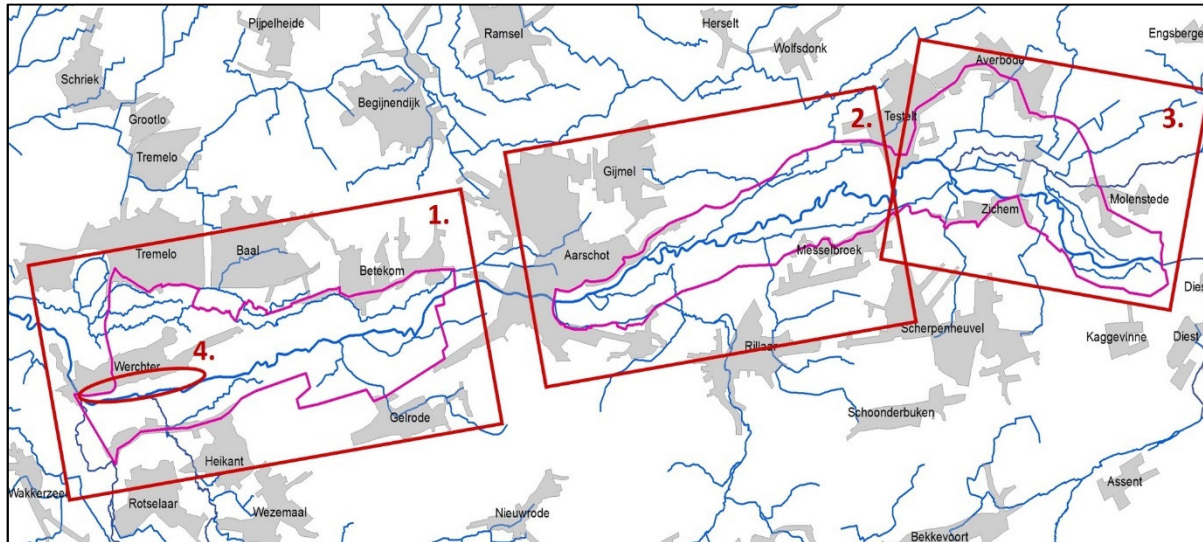 Pijpelheide
Ramsel
Herselt
Wolfsdonk
Engsberge
Schriek
Averbode
Begijnendijk
Grootlo
Testelt
2.
3.
Tremelo
Gijmel
Molenstede
1.
Zichem
Tremelo
Baal
Aarschot
Messelbroek
Betekom
Diest
Scherpenheuvel
Kaggevinne
Diest
Werchter
4.
Rillaar
Gelrode
Schoonderbuken
Heikant
Wakkerzee
Rotselaar
Wezemaal
Nieuwrode
Assent
Bekkevoort